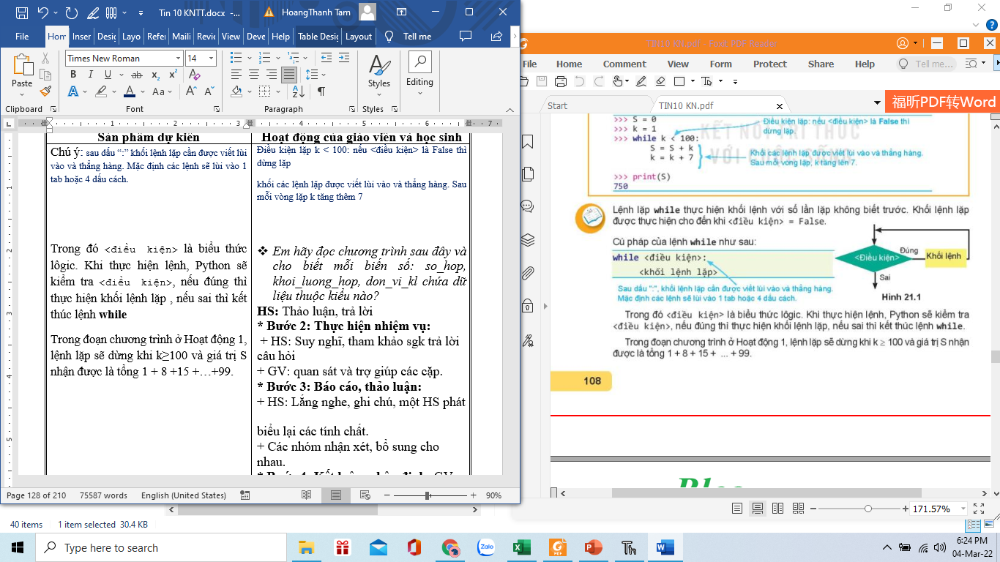 Tin 10 KNTT.docx -...
HoangThanh Tam
File Hom Inser Desig Layo Refer Maili Revie View Deve Help Table Desig Layout Tell me
Times New Roman 14
Paste
Styles
Editing
Clipboard Font Paragraph Styles
Sản phẩm dự kiến
Hoạt động của giáo viên và học sinh
Chú ý: sau dấu “:” khối lệnh lặp cần được viết lùi
vào và thẳng hàng. Mặc định các lệnh sẽ lùi vào 1
tab hoặc 4 dấu cách.
Trong đó <điều kiện> là biểu thức
lôgic. Khi thực hiện lệnh, Python sẽ
kiểm tra <điều kiện>, nếu đúng thì
thực hiện khối lệnh lặp , nếu sai thì kết
thúc lệnh while
Trong đoạn chương trình ở Hoạt động 1,
lệnh lặp sẽ dừng khi k≥100 và giá trị S
nhận được là tổng 1 + 8 +15 +…+99.
Điều kiện lặp k < 100: nếu <điều kiện> là False thì
dừng lặp
khối các lệnh lặp được viết lùi vào và thẳng hàng. Sau
mỗi vòng lặp k tăng thêm 7
❖ Em hãy đọc chương trình sau đây và
cho biết mỗi biến số: so_hop,
khoi_luong_hop, don_vi_kl chứa dữ
liệu thuộc kiểu nào?
HS: Thảo luận, trả lời
* Bước 2: Thực hiện nhiệm vụ:
+ HS: Suy nghĩ, tham khảo sgk trả lời
câu hỏi
+ GV: quan sát và trợ giúp các cặp.
* Bước 3: Báo cáo, thảo luận:
+ HS: Lắng nghe, ghi chú, một HS phát
biểu lại các tính chất.
+ Các nhóm nhận xét, bổ sung cho
nhau.
Page 128 of 210 75587 words English (United States) 90%
40 items 1 item selected 30.4 KB
TIN10 KN.pdf - Foxit PDF Reader
File Home Comment View Form Protect Share Help Tell me...
Start TIN10 KN.pdf
福昕PDF转Word
KẾT NỐI TRI THỨC
VỚI CUỘC SỐNG
>>> S = 0
>>> k = 1
>>> while k < 100:
S = S + k
k = k + 7
>>> print(S)
750
Điều kiện lặp: nếu <điều kiện> là False thì
dừng lặp.
Khối các lệnh lặp được viết lùi vào và thẳng hàng.
Sau mỗi vòng lặp, k tăng lên 7.
Lệnh lặp while thực hiện khối lệnh với số lần lặp không biết trước. Khối lệnh lặp
được thực hiện cho đến khi <điều kiện> = False.
Cú pháp của lệnh while như sau:
while <điều kiện>:
<khối lệnh lặp>
Sau dấu ":", khối lệnh lặp cần được viết lùi vào và thẳng hàng.
Mặc định các lệnh sẽ lùi vào 1 tab hoặc 4 dấu cách.
<Điều kiện>
Đúng
Khối lệnh
Sai
Hình 21.1
Trong đó <điều kiện> là biểu thức lôgic. Khi thực hiện lệnh, Python sẽ kiểm tra
<điều kiện>, nếu đúng thì thực hiện khối lệnh lặp, nếu sai thì kết thúc lệnh while.
Trong đoạn chương trình ở Hoạt động 1, lệnh lặp sẽ dừng khi k ≥ 100 và giá trị S nhận
được là tổng 1 + 8 + 15 + ... + 99.
108
171.57%
Type here to search
Zalo
6:24 PM
04-Mar-22